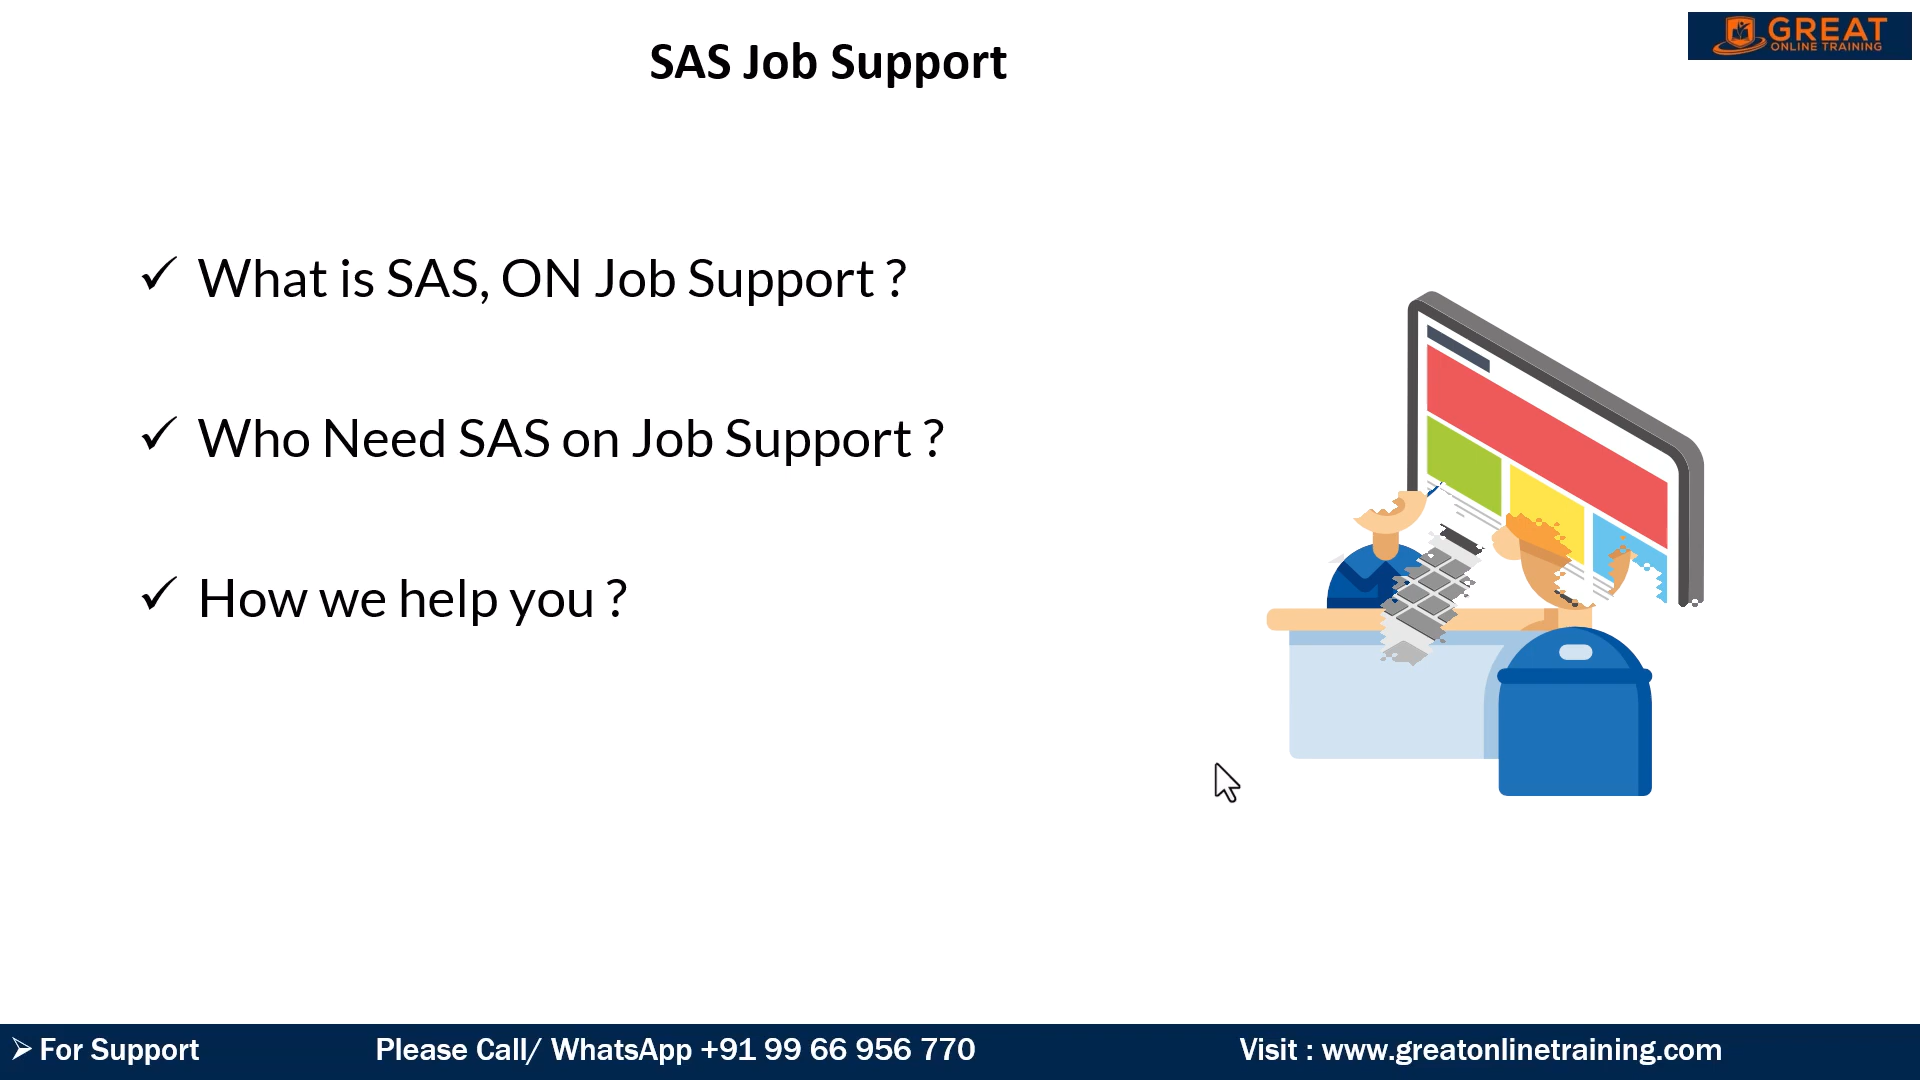 SAS Job Support
GREAT
ONLINE TRAINING
What is SAS, ON Job Support ?
Who Need SAS on Job Support ?
How we help you ?
For Support Please Call/ WhatsApp +91 99 66 956 770 Visit : www.greatonlinetraining.com